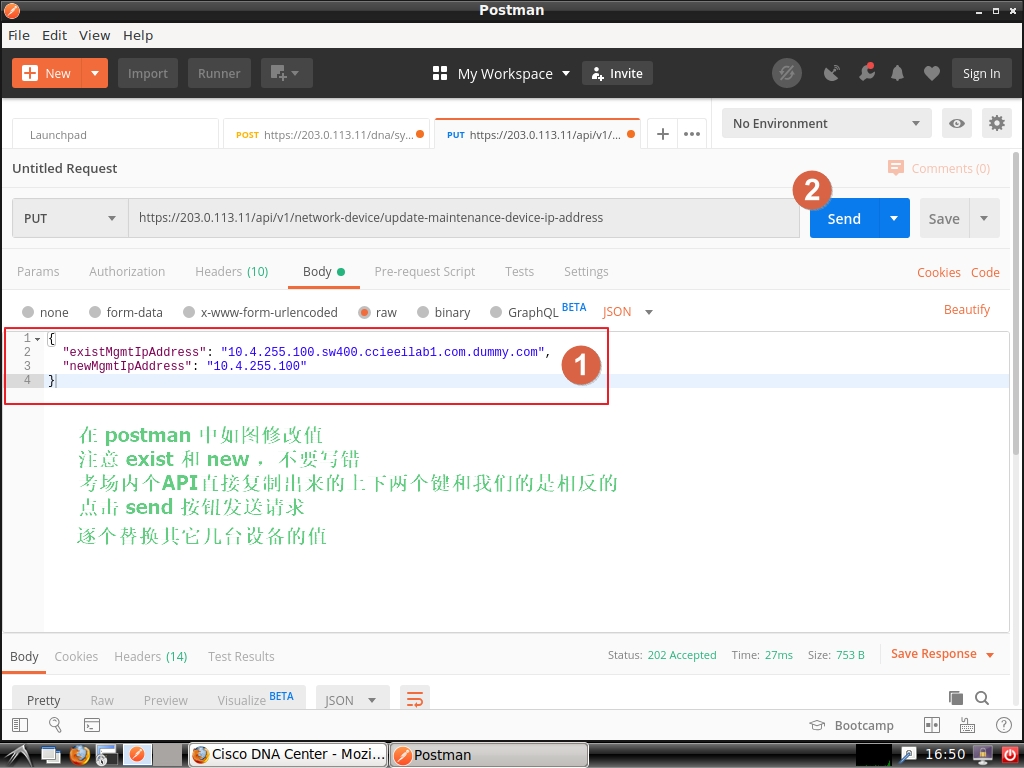 Postman
File Edit View Help
New Import Runner My Workspace Invite Sign In
Launchpad POST https://203.0.113.11/dna/sy... PUT https://203.0.113.11/api/v1/... No Environment
Untitled Request Comments (0)
PUT https://203.0.113.11/api/v1/network-device/update-maintenance-device-ip-address Send Save
2
Params Authorization Headers (10) Body Pre-request Script Tests Settings Cookies Code
none form-data x-www-form-urlencoded raw binary GraphQL BETA JSON Beautify
1 {
2 "existMgmtIpAddress": "10.4.255.100.sw400.ccieeilab1.com.dummy.com",
3 "newMgmtIpAddress": "10.4.255.100"
4 }
1
在 postman 中如图修改值
注意 exist 和 new ，不要写错
考场内个API直接复制出来的上下两个键和我们的是相反的
点击 send 按钮发送请求
逐个替换其它几台设备的值
Body Cookies Headers (14) Test Results Status: 202 Accepted Time: 27ms Size: 753 B Save Response
Pretty Raw Preview Visualize BETA JSON
Bootcamp
Cisco DNA Center - Mozi... Postman 16:50